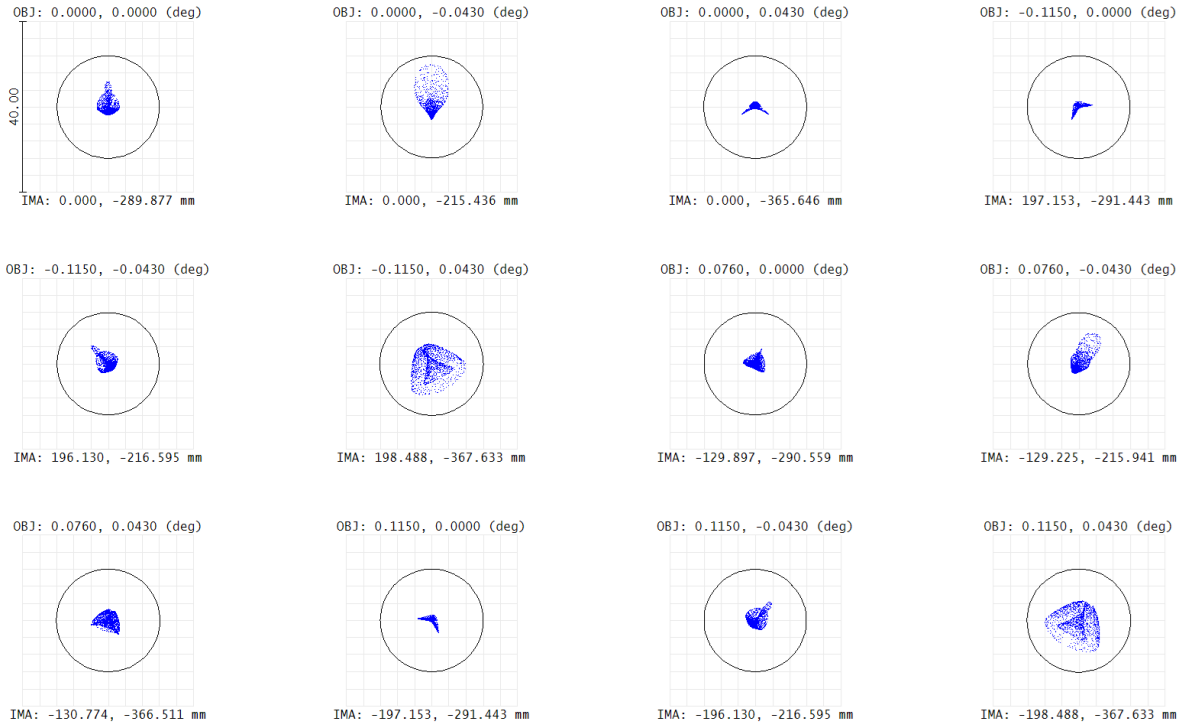 OBJ: 0.0000, 0.0000 (deg)
OBJ: 0.0000, -0.0430 (deg)
OBJ: 0.0000, 0.0430 (deg)
OBJ: -0.1150, 0.0000 (deg)
40.00
IMA: 0.000, -289.877 mm
IMA: 0.000, -215.436 mm
IMA: 0.000, -365.646 mm
IMA: 197.153, -291.443 mm
OBJ: -0.1150, -0.0430 (deg)
OBJ: -0.1150, 0.0430 (deg)
OBJ: 0.0760, 0.0000 (deg)
OBJ: 0.0760, -0.0430 (deg)
IMA: 196.130, -216.595 mm
IMA: 198.488, -367.633 mm
IMA: -129.897, -290.559 mm
IMA: -129.225, -215.941 mm
OBJ: 0.0760, 0.0430 (deg)
OBJ: 0.1150, 0.0000 (deg)
OBJ: 0.1150, -0.0430 (deg)
OBJ: 0.1150, 0.0430 (deg)
IMA: -130.774, -366.511 mm
IMA: -197.153, -291.443 mm
IMA: -196.130, -216.595 mm
IMA: -198.488, -367.633 mm